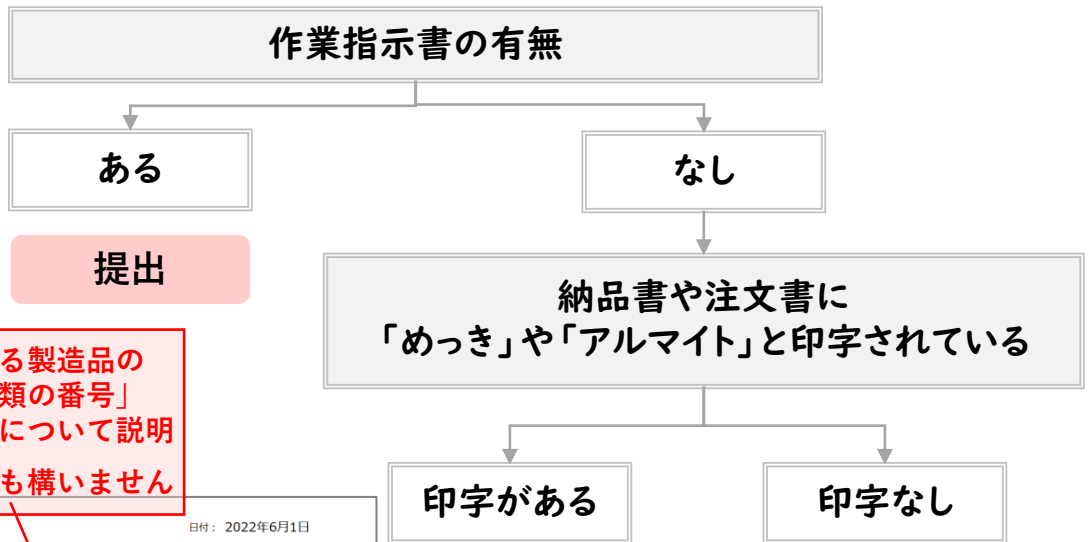 作業指示書の有無
ある
なし
提出
納品書や注文書に
「めっき」や「アルマイト」と印字されている
る製造品の
類の番号」
について説明
も構いません
印字がある
印字なし
日付： 2022年6月1日